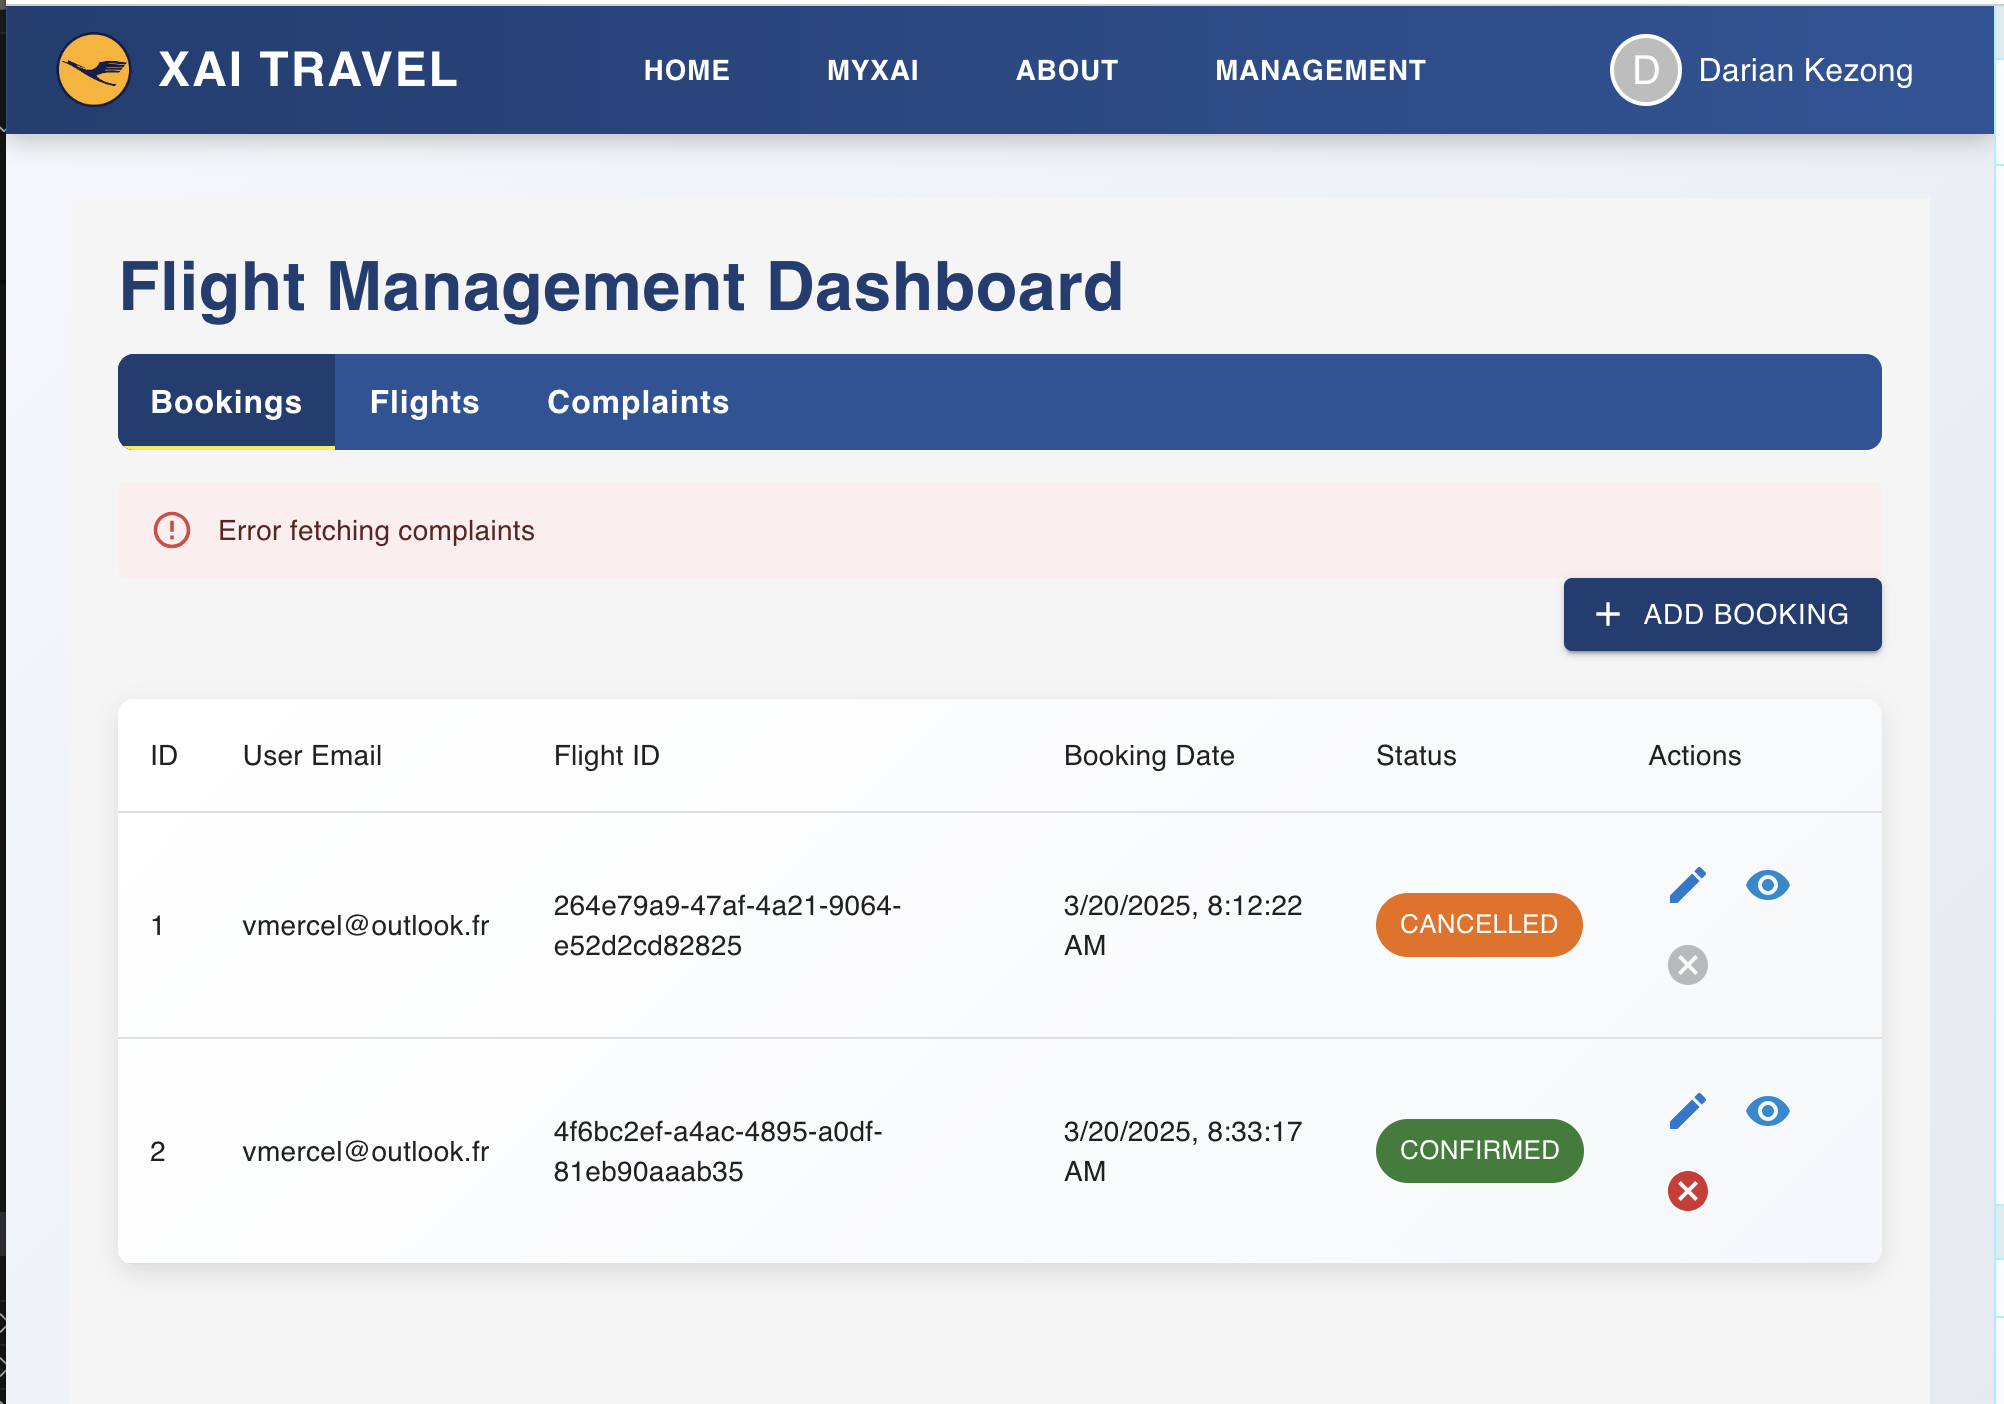 XAI TRAVEL HOME MYXAI ABOUT MANAGEMENT D Darian Kezong
Flight Management Dashboard
Bookings Flights Complaints
Error fetching complaints
+ ADD BOOKING
ID User Email Flight ID Booking Date Status Actions
1 vmercel@outlook.fr 264e79a9-47af-4a21-9064- 3/20/2025, 8:12:22 CANCELLED
e52d2cd82825 AM
2 vmercel@outlook.fr 4f6bc2ef-a4ac-4895-a0df- 3/20/2025, 8:33:17 CONFIRMED
81eb90aaab35 AM